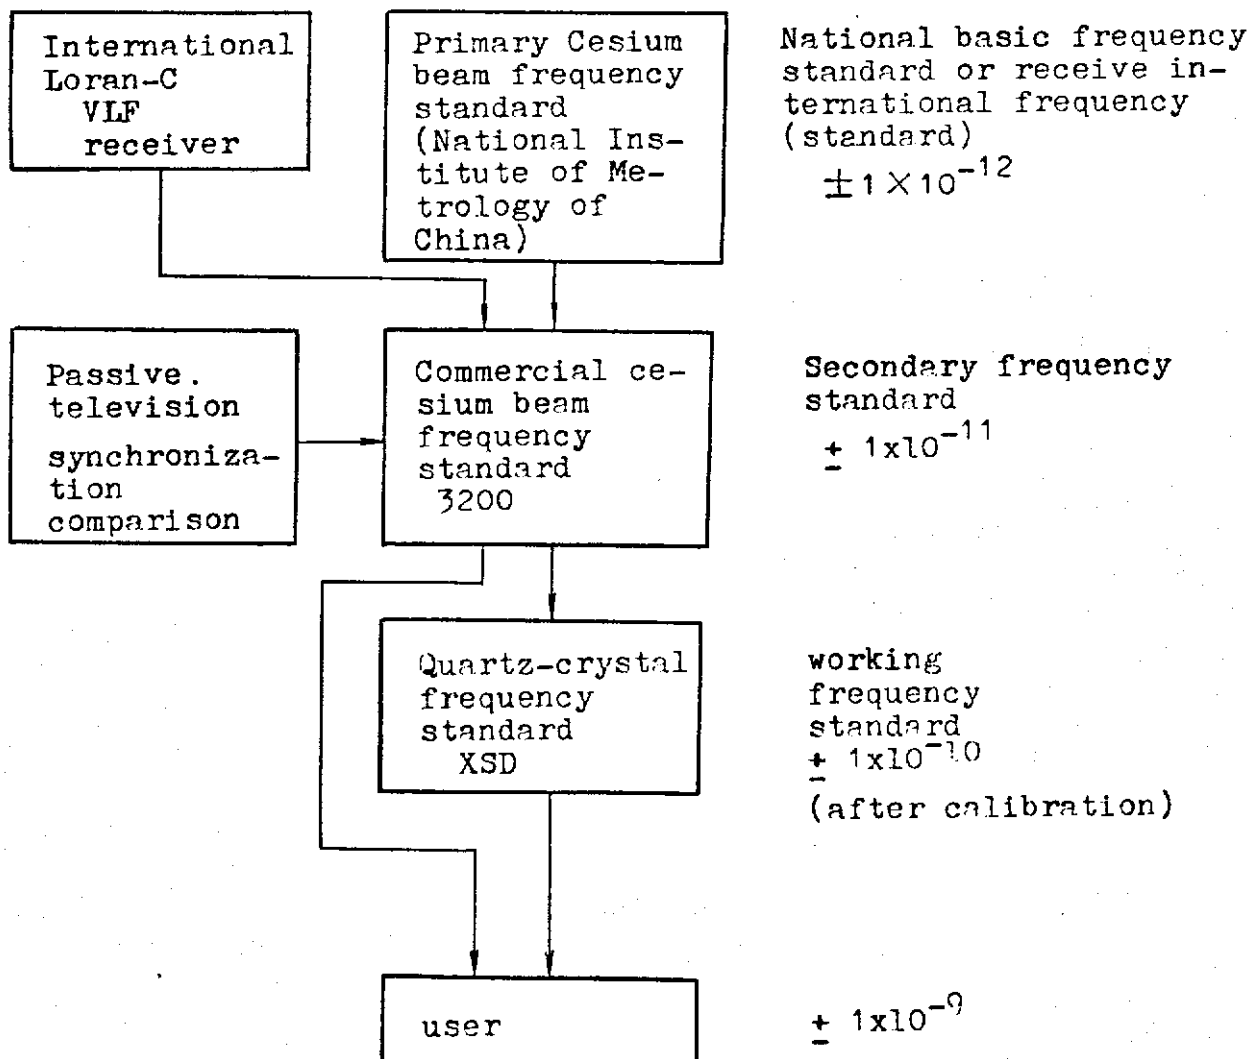 International
Loran-C
VLF
receiver
Primary Cesium
beam frequency
standard
(National Ins-
titute of Me-
trology of
China)
National basic frequency
standard or receive in-
ternational frequency
(standard)
±1×10⁻¹²
Passive.
television
synchroniza-
tion
comparison
Commercial ce-
sium beam
frequency
standard
3200
Secondary frequency
standard
± 1x10⁻¹¹
Quartz-crystal
frequency
standard
XSD
working
frequency
standard
± 1x10⁻¹⁰
(after calibration)
user
± 1x10⁻⁹